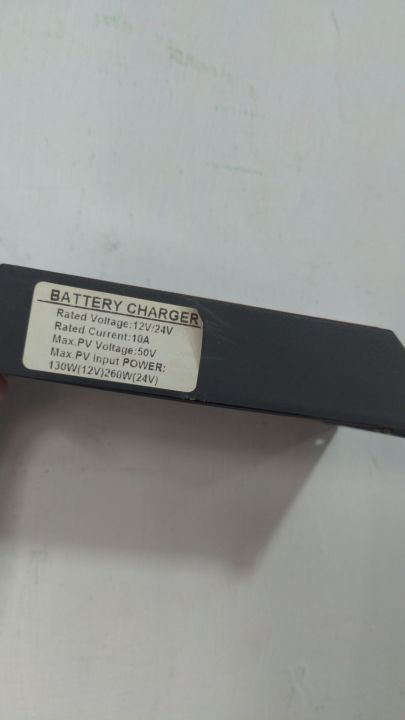 BATTERY CHARGER
Rated Voltage:12V/24V
Rated Current:10A
Max.PV Voltage:50V
Max.PV Input POWER:
130W(12V)260W(24V)